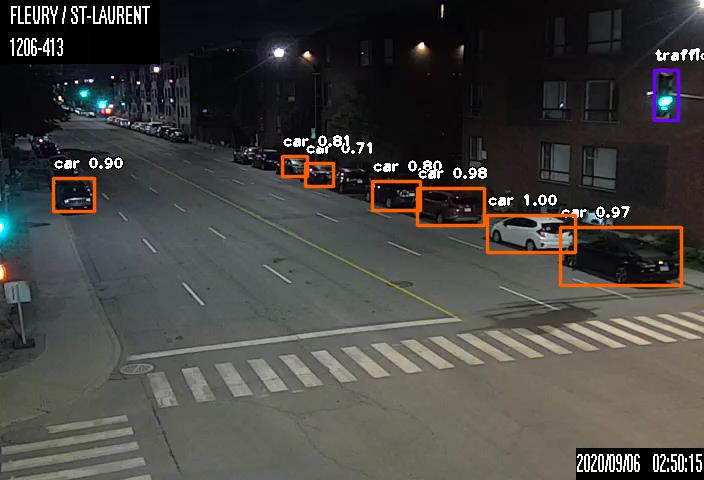 FLEURY / ST-LAURENT
1206-413
traffic
car 0.81
car 0.71
car 0.90
car 0.80
car 0.98
car 1.00
car 0.97
2020/09/06 02:50:15